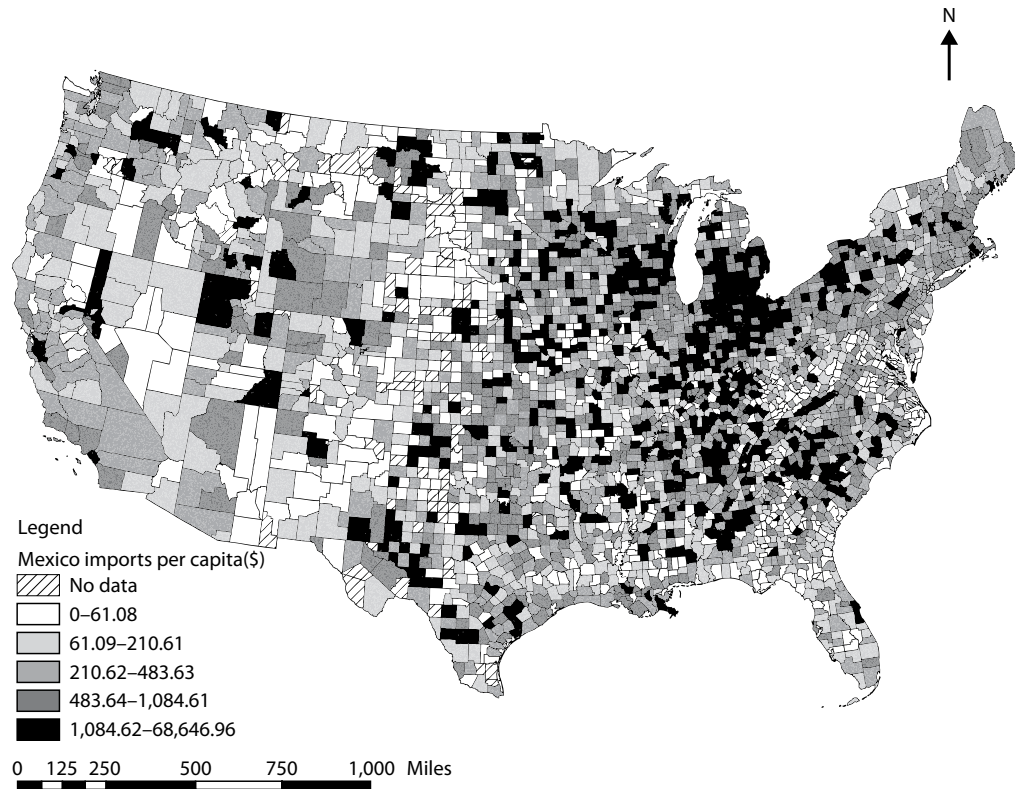 N
Legend
Mexico imports per capita($)
No data
0–61.08
61.09–210.61
210.62–483.63
483.64–1,084.61
1,084.62–68,646.96
0 125 250 500 750 1,000 Miles